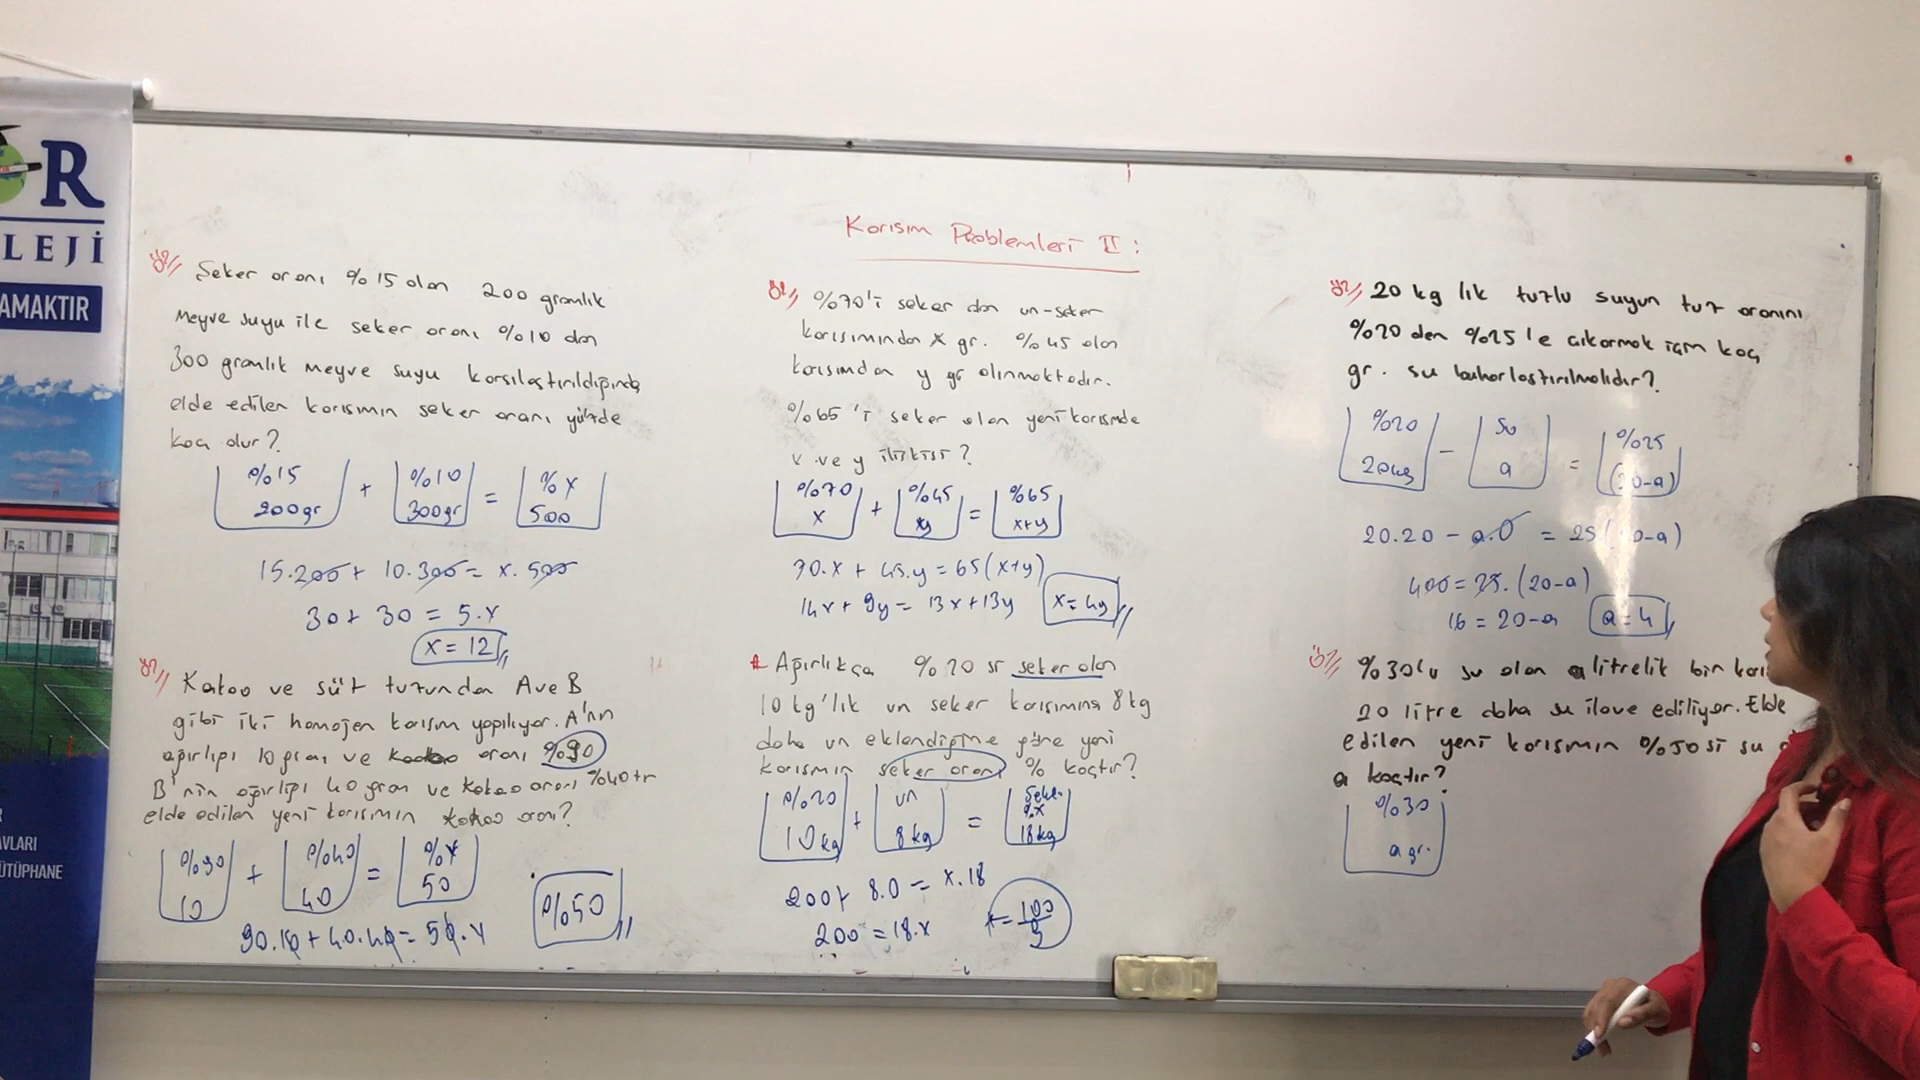 R
LEJİ
AMAKTIR
AVLARI
ÜTÜPHANE
Karışım Problemleri II :
Ö// Şeker oranı %15 olan 200 gramlık
Meyve suyu ile şeker oranı %10 olan
300 gramlık meyve suyu karşılaştırıldığında
elde edilen karışımın şeker oranı yüzde
kaç olur?
%15 %10 %x
200gr + 300gr = 500
15.200 + 10.300 = x.500
30 + 30 = 5.x
x = 12
Ö// Kakao ve süt tozundan A ve B
gibi iki homojen karışım yapılıyor. A'nın
ağırlığı 10 gram ve kakao oranı %90
B'nin ağırlığı 40 gram ve kakao oranı %40 tır
elde edilen yeni karışımın kakao oranı?
%90 %40 %x
10 + 40 = 50
90.10 + 40.40 = 50.x
%50
Ö// %70'i şeker olan un-şeker
karışımından x gr. %45 olan
karışımdan y gr alınmaktadır.
%65'i şeker olan yeni karışımda
x ve y ilişkisi?
%70 %45 %65
x + y = x+y
70.x + 45.y = 65(x+y)
14x + 9y = 13x + 13y
x = 4y
* Ağırlıkça %20 si şeker olan
10 kg'lık un şeker karışımına 8 kg
daha un eklendiğine göre yeni
karışımın şeker oranı % kaçtır?
%20 un Şeker %x
10kg + 8kg = 18kg
200 + 8.0 = x.18
200 = 18.x
x = 100/9
Ö// 20 kg lık tuzlu suyun tuz oranını
%20 den %25'e çıkarmak için kaç
gr. su buharlaştırılmalıdır?
%20 su %25
20kg - a = (20-a)
20.20 - a.0 = 25(20-a)
400 = 25.(20-a)
16 = 20-a
a = 4
Ö// %30'u su olan a litrelik bir
20 litre daha su ilave ediliyor. Elde
edilen yeni karışımın %50 si su
a kaçtır?
%30
a gr.